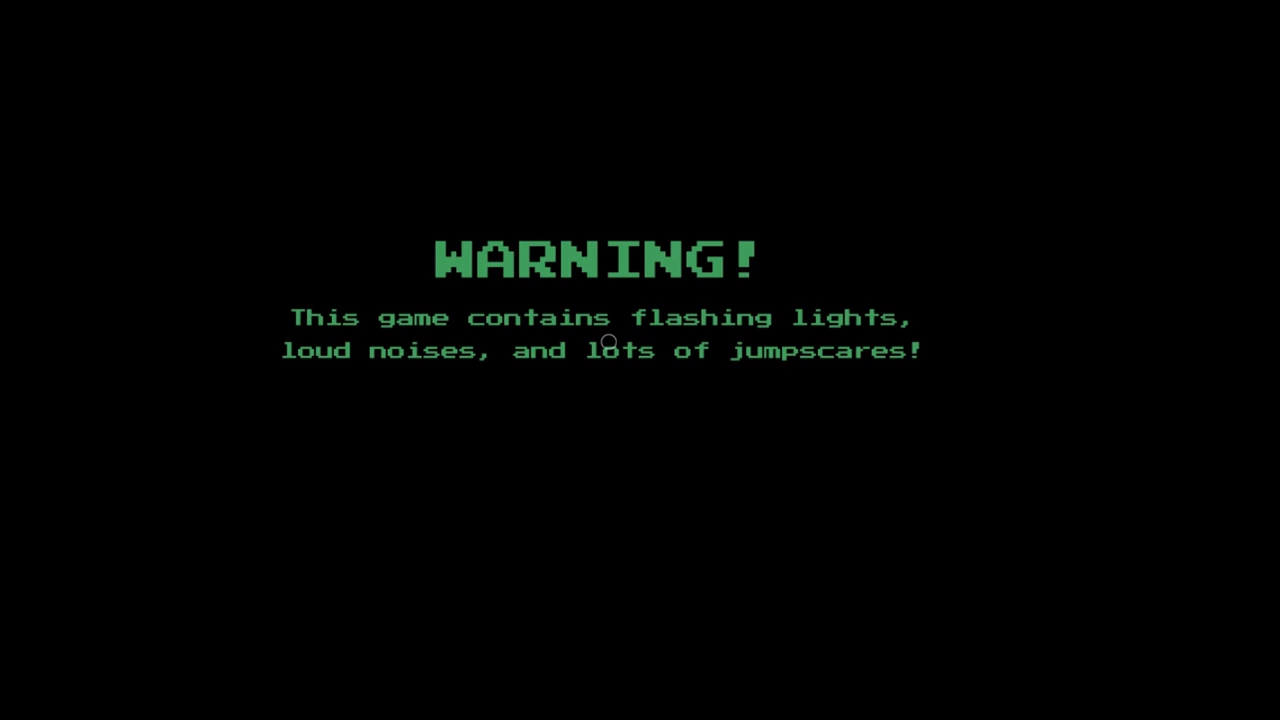 WARNING!
This game contains flashing lights,
loud noises, and lots of jumpscares!